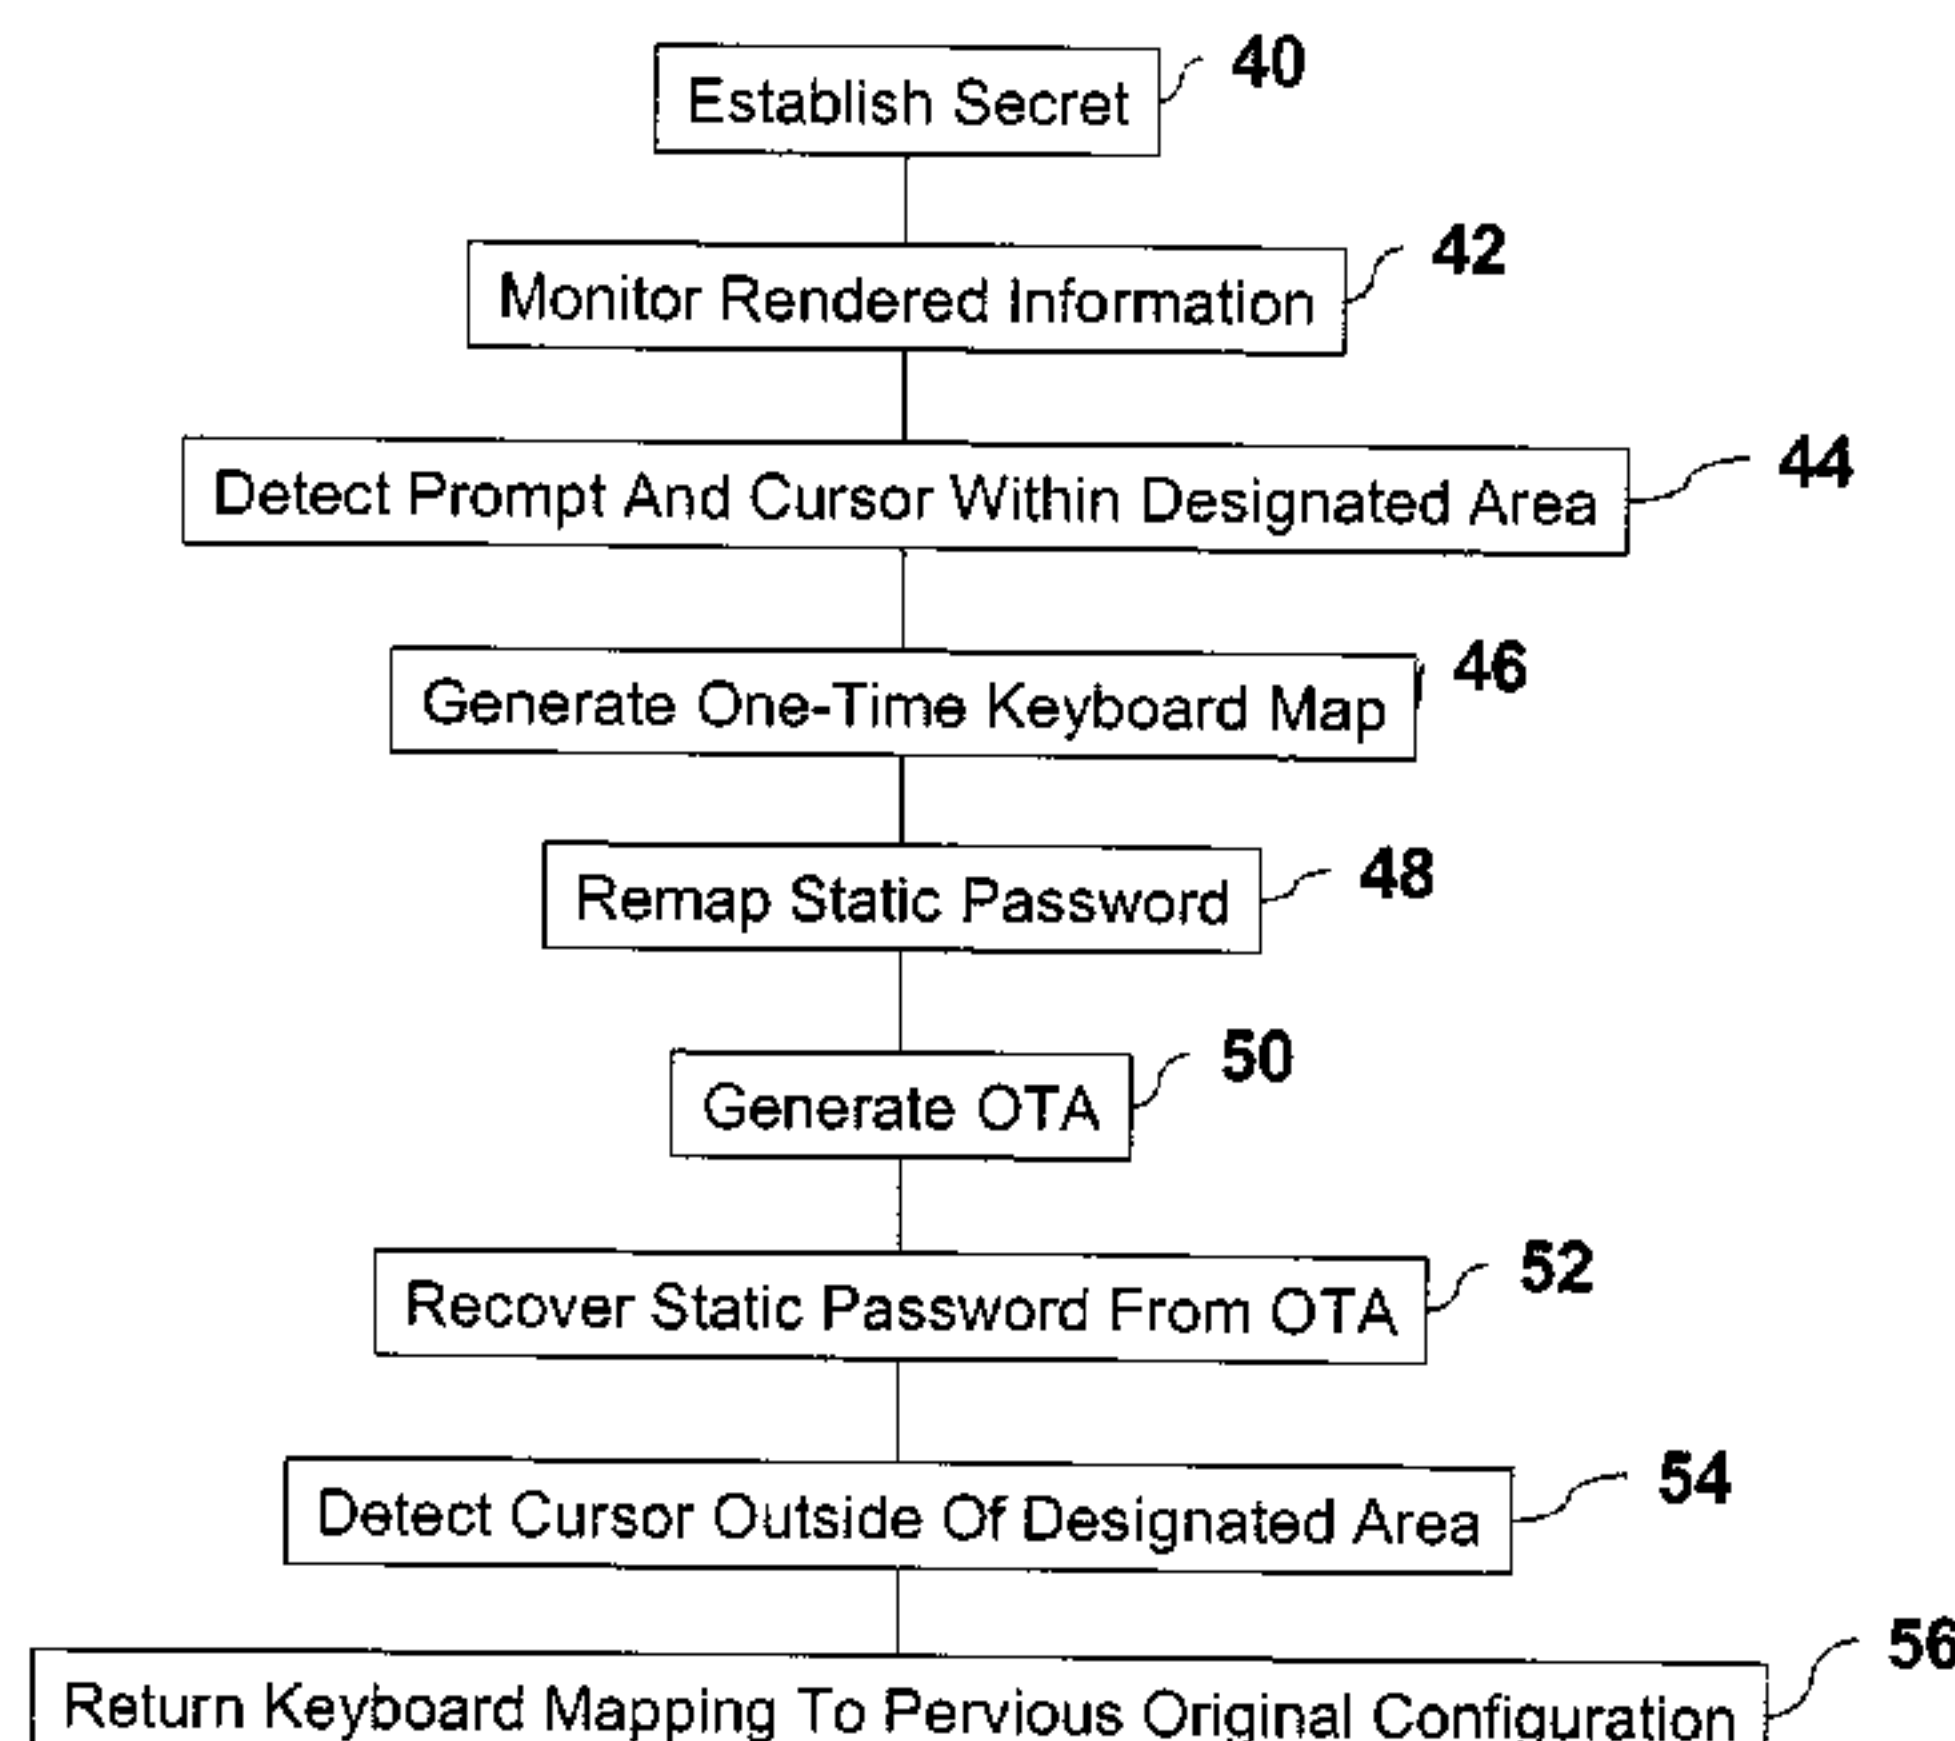 Establish Secret 40
Monitor Rendered Information 42
Detect Prompt And Cursor Within Designated Area 44
Generate One-Time Keyboard Map 46
Remap Static Password 48
Generate OTA 50
Recover Static Password From OTA 52
Detect Cursor Outside Of Designated Area 54
Return Keyboard Mapping To Pervious Original Configuration 56